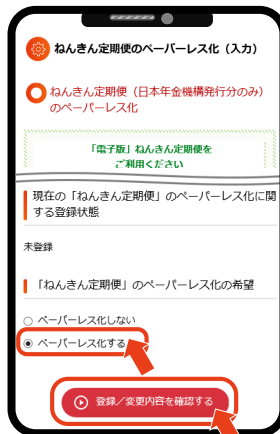 ねんきん定期便のペーパーレス化（入力）
ねんきん定期便（日本年金機構発行分のみ）
のペーパーレス化
「電子版」ねんきん定期便を
ご利用ください
現在の「ねんきん定期便」のペーパーレス化に関
する登録状態
未登録
「ねんきん定期便」のペーパーレス化の希望
ペーパーレス化しない
ペーパーレス化する
登録／変更内容を確認する